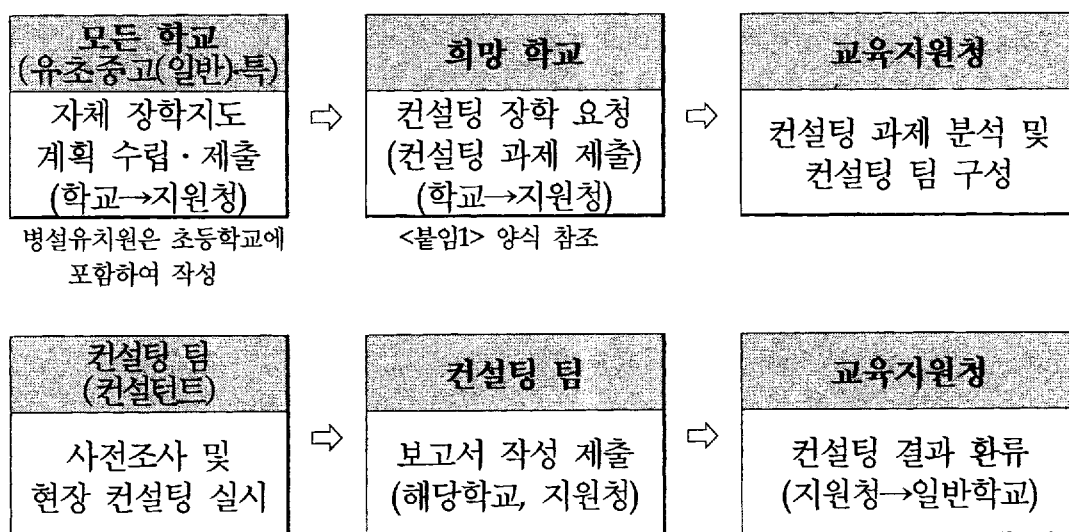 모든 학교
(유초중고(일반)·특)
자체 장학지도
계획 수립·제출
(학교→지원청)
병설유치원은 초등학교에
포함하여 작성
⇨
희망 학교
컨설팅 장학 요청
(컨설팅 과제 제출)
(학교→지원청)
<붙임1> 양식 참조
⇨
교육지원청
컨설팅 과제 분석 및
컨설팅 팀 구성
컨설팅 팀
(컨설턴트)
사전조사 및
현장 컨설팅 실시
⇨
컨설팅 팀
보고서 작성 제출
(해당학교, 지원청)
⇨
교육지원청
컨설팅 결과 환류
(지원청→일반학교)